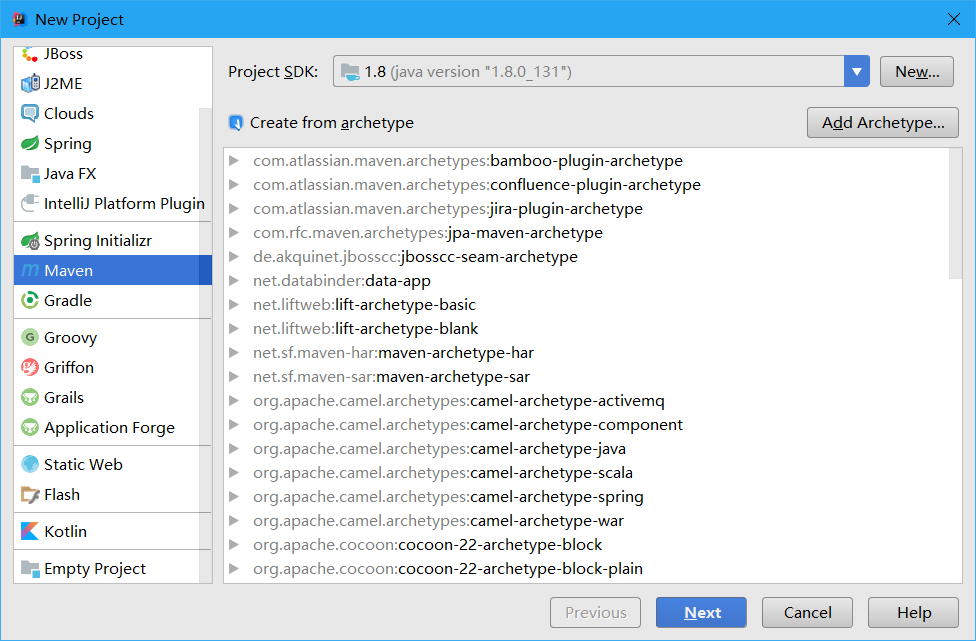 New Project
JBoss
J2ME
Clouds
Spring
Java FX
IntelliJ Platform Plugin
Spring Initializr
Maven
Gradle
Groovy
Griffon
Grails
Application Forge
Static Web
Flash
Kotlin
Empty Project
Project SDK: 1.8 (java version "1.8.0_131") New...
Create from archetype Add Archetype...
com.atlassian.maven.archetypes:bamboo-plugin-archetype
com.atlassian.maven.archetypes:confluence-plugin-archetype
com.atlassian.maven.archetypes:jira-plugin-archetype
com.rfc.maven.archetypes:jpa-maven-archetype
de.akquinet.jbosscc:jbosscc-seam-archetype
net.databinder:data-app
net.liftweb:lift-archetype-basic
net.liftweb:lift-archetype-blank
net.sf.maven-har:maven-archetype-har
net.sf.maven-sar:maven-archetype-sar
org.apache.camel.archetypes:camel-archetype-activemq
org.apache.camel.archetypes:camel-archetype-component
org.apache.camel.archetypes:camel-archetype-java
org.apache.camel.archetypes:camel-archetype-scala
org.apache.camel.archetypes:camel-archetype-spring
org.apache.camel.archetypes:camel-archetype-war
org.apache.cocoon:cocoon-22-archetype-block
org.apache.cocoon:cocoon-22-archetype-block-plain
Previous Next Cancel Help